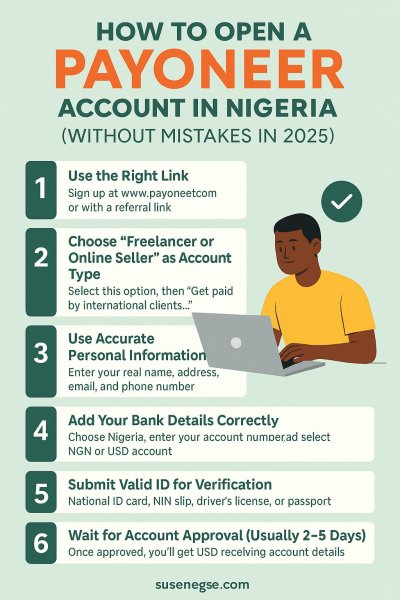 HOW TO OPEN A
PAYONEER
ACCOUNT IN NIGERIA
(WITHOUT MISTAKES IN 2025)
1
Use the Right Link
Sign up at www.payoneetcom
or with a referral link
2
Choose “Freelancer or
Online Seller” as Account
Type
Select this option, then “Get paid
by international clients...”
3
Use Accurate
Personal Information
Enter your real name, address,
email, and phone number
4
Add Your Bank Details Correctly
Choose Nigeria, enter your account numper,ad select
NGN or USD account
5
Submit Valid ID for Verification
National ID card, NIN slip, driver's license, or passport
6
Wait for Account Approval (Usually 2–5 Days)
Once approved, you'll get USD receiving account details
susenegse.com